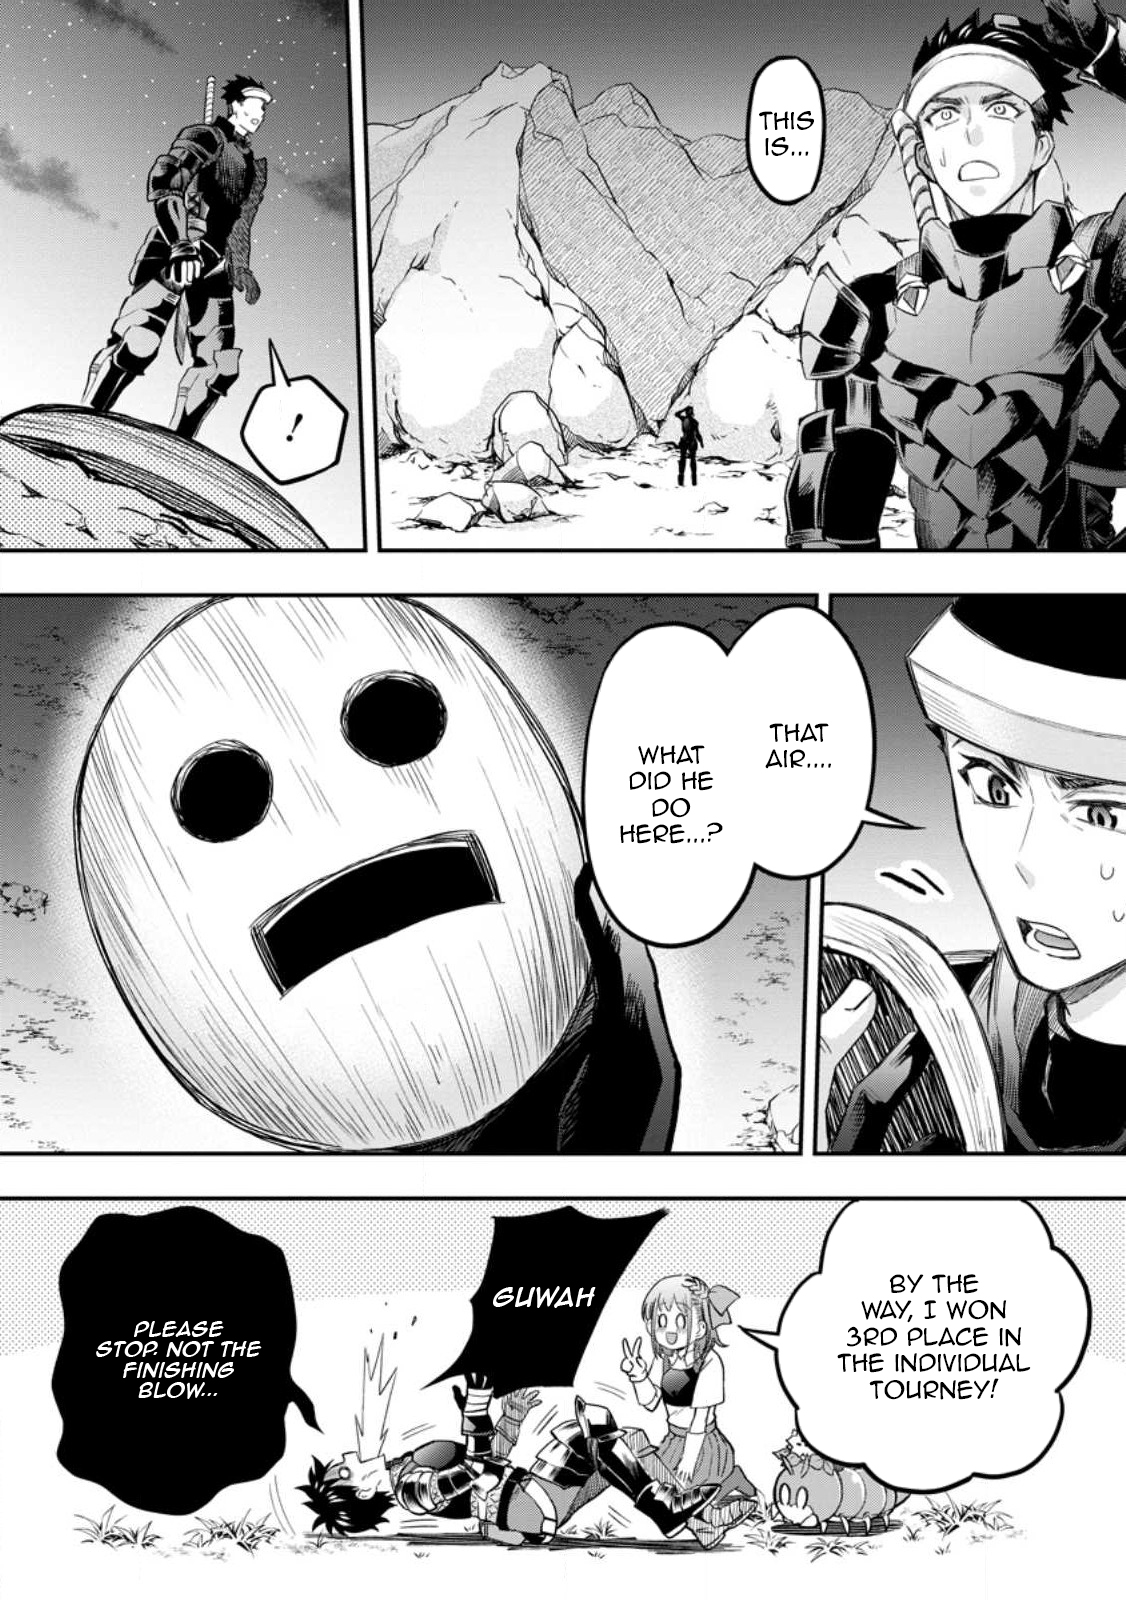 THIS
IS...
!
THAT
AIR....
WHAT
DID HE
DO
HERE...?
BY THE
WAY, I WON
3RD PLACE IN
THE INDIVIDUAL
TOURNEY!
GUWAH
PLEASE
STOP. NOT THE
FINISHING
BLOW...